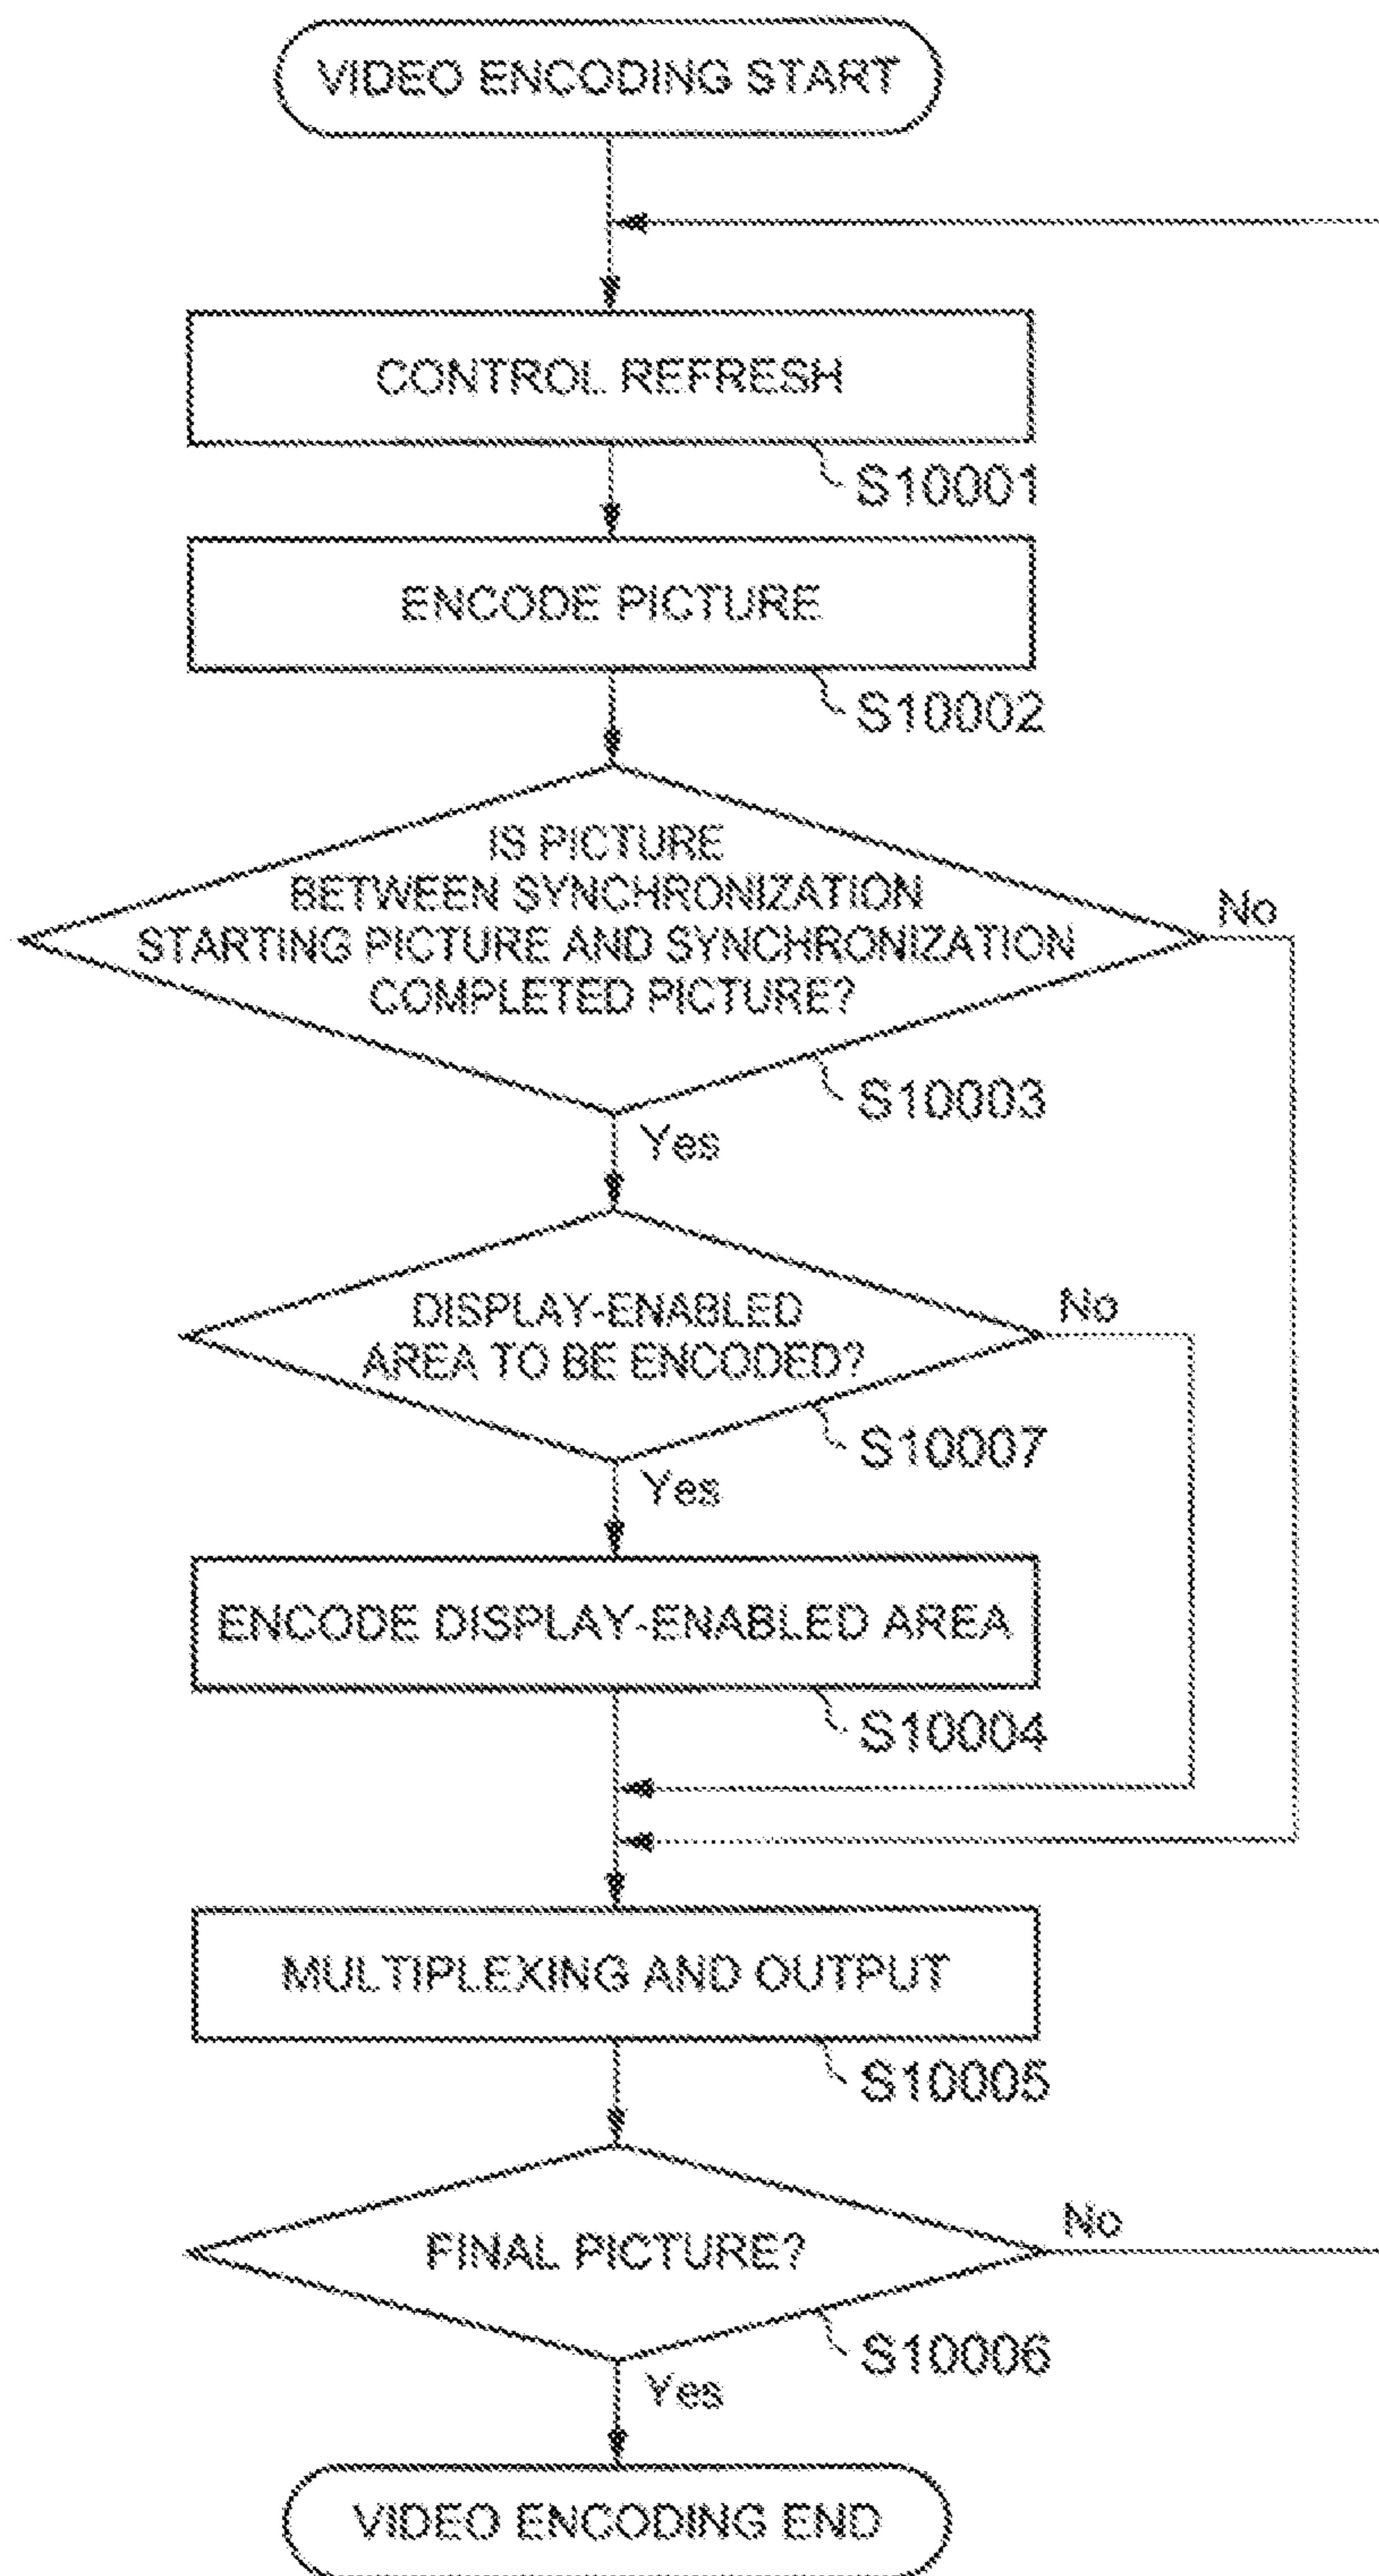 VIDEO ENCODING START
CONTROL REFRESH
S10001
ENCODE PICTURE
S10002
IS PICTURE
BETWEEN SYNCHRONIZATION
STARTING PICTURE AND SYNCHRONIZATION
COMPLETED PICTURE?
No
S10003
Yes
DISPLAY-ENABLED
AREA TO BE ENCODED?
No
S10007
Yes
ENCODE DISPLAY-ENABLED AREA
S10004
MULTIPLEXING AND OUTPUT
S10005
FINAL PICTURE?
No
S10006
Yes
VIDEO ENCODING END